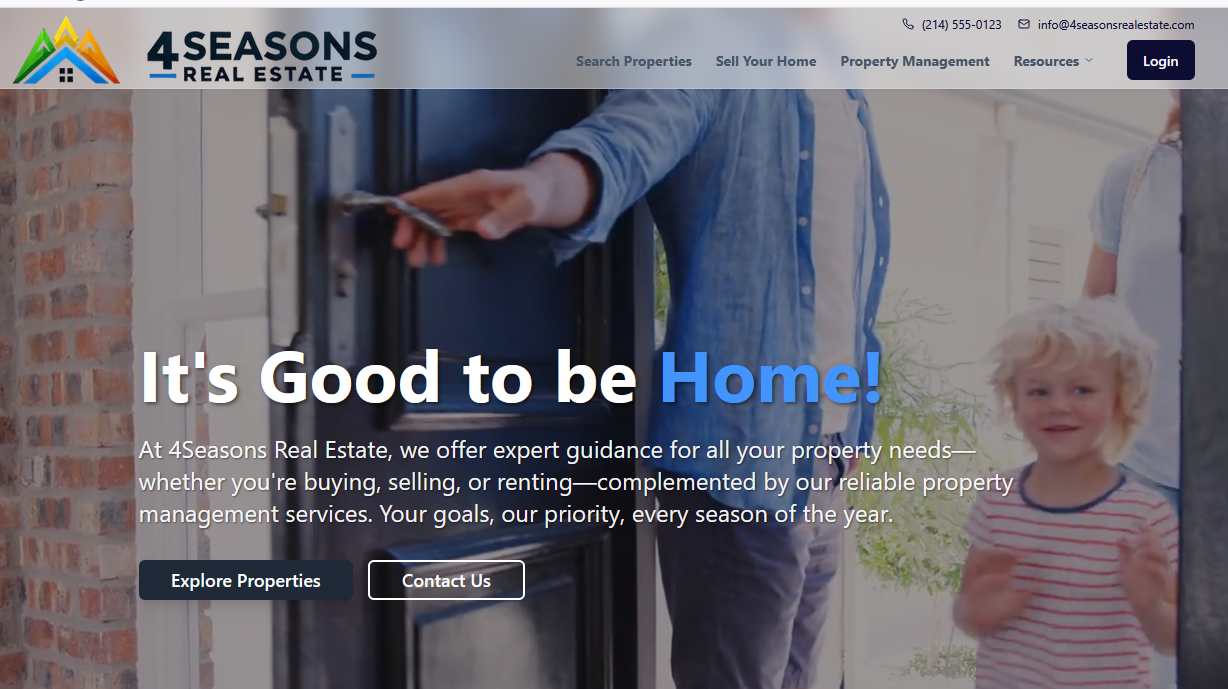 4SEASONS
REAL ESTATE
(214) 555-0123 info@4seasonsrealestate.com
Search Properties Sell Your Home Property Management Resources Login
It's Good to be Home!
At 4Seasons Real Estate, we offer expert guidance for all your property needs—
whether you're buying, selling, or renting—complemented by our reliable property
management services. Your goals, our priority, every season of the year.
Explore Properties Contact Us